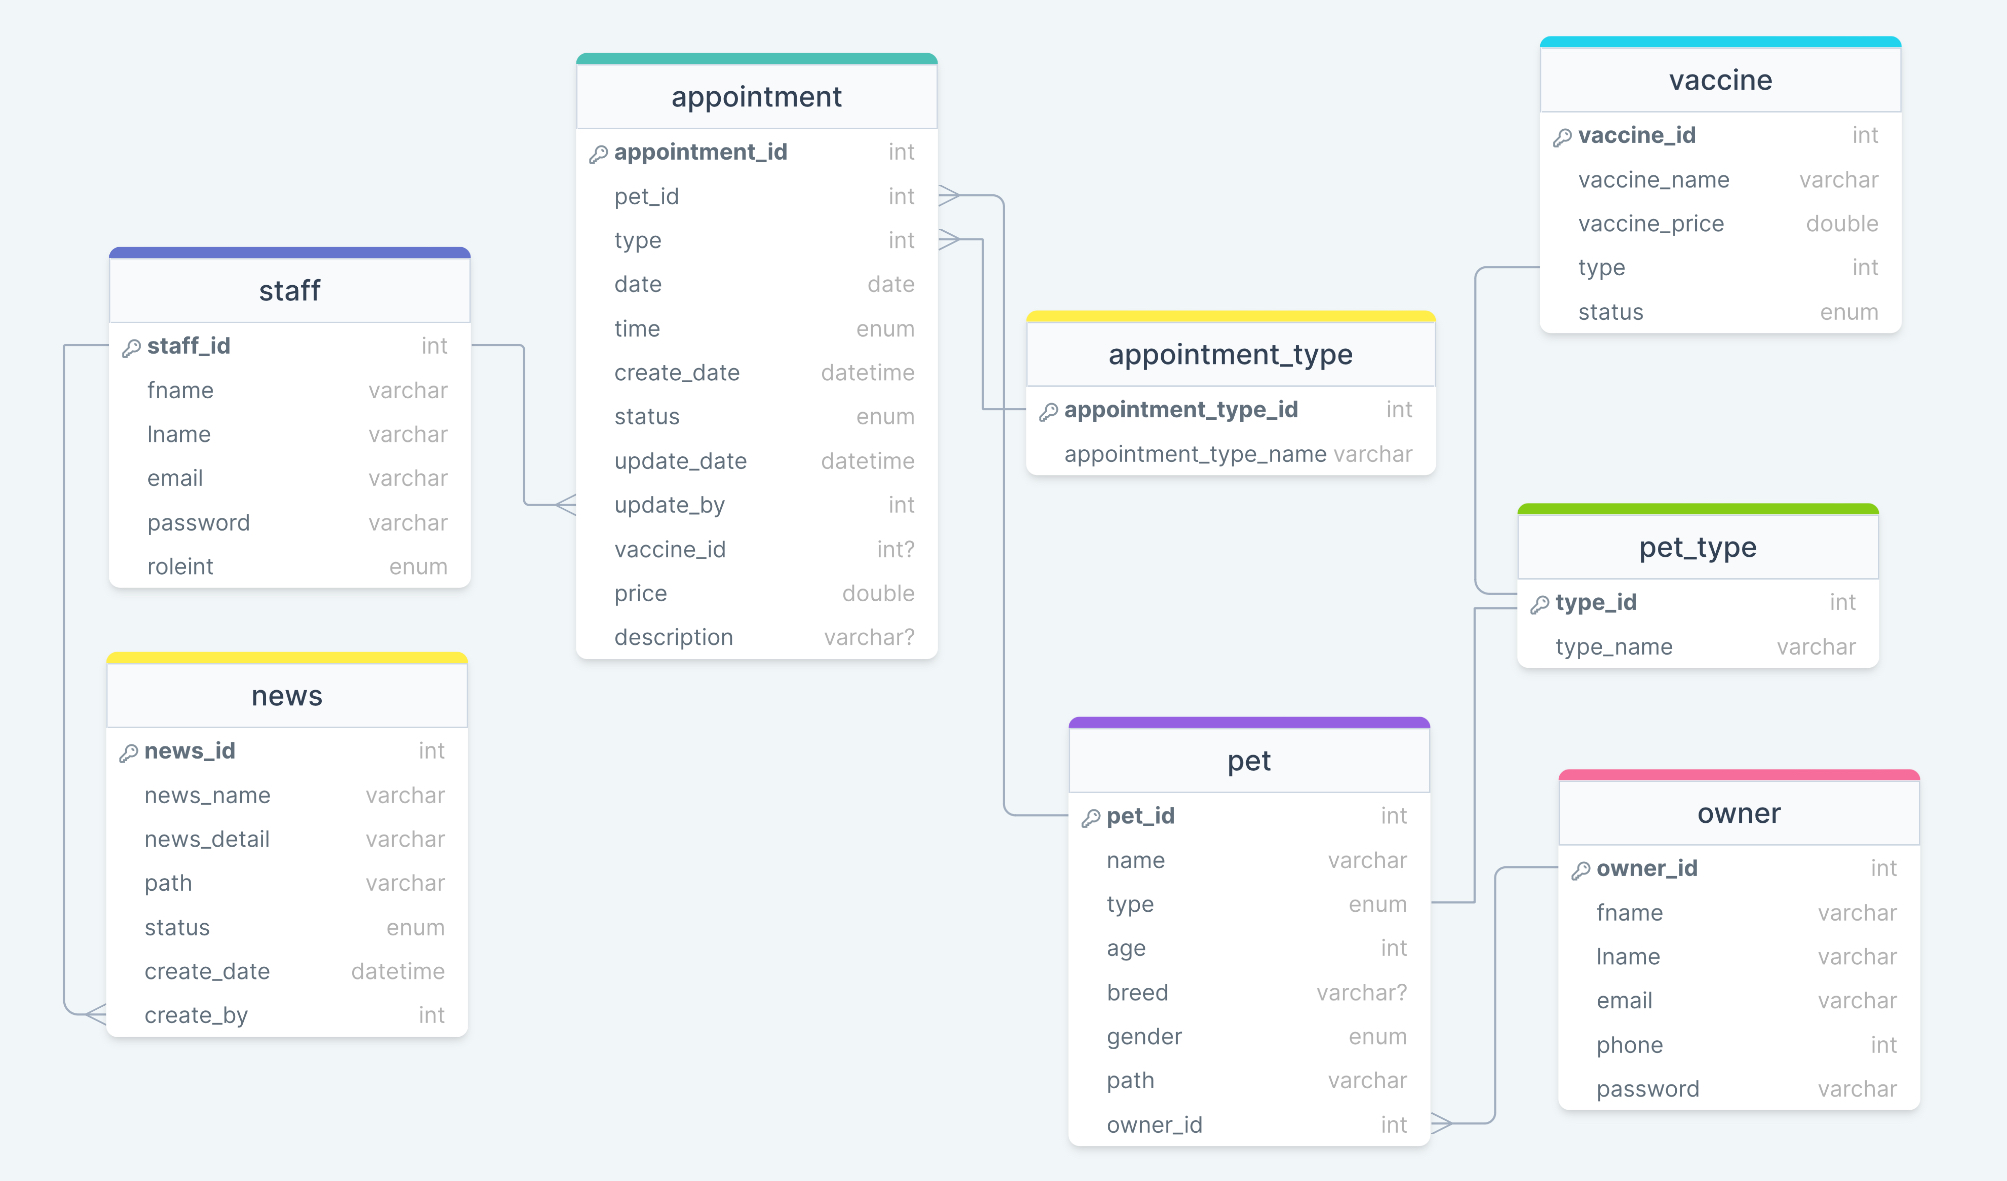 staff
staff_id int
fname varchar
lname varchar
email varchar
password varchar
roleint enum
news
news_id int
news_name varchar
news_detail varchar
path varchar
status enum
create_date datetime
create_by int
appointment
appointment_id int
pet_id int
type int
date date
time enum
create_date datetime
status enum
update_date datetime
update_by int
vaccine_id int?
price double
description varchar?
appointment_type
appointment_type_id int
appointment_type_name varchar
pet
pet_id int
name varchar
type enum
age int
breed varchar?
gender enum
path varchar
owner_id int
vaccine
vaccine_id int
vaccine_name varchar
vaccine_price double
type int
status enum
pet_type
type_id int
type_name varchar
owner
owner_id int
fname varchar
lname varchar
email varchar
phone int
password varchar